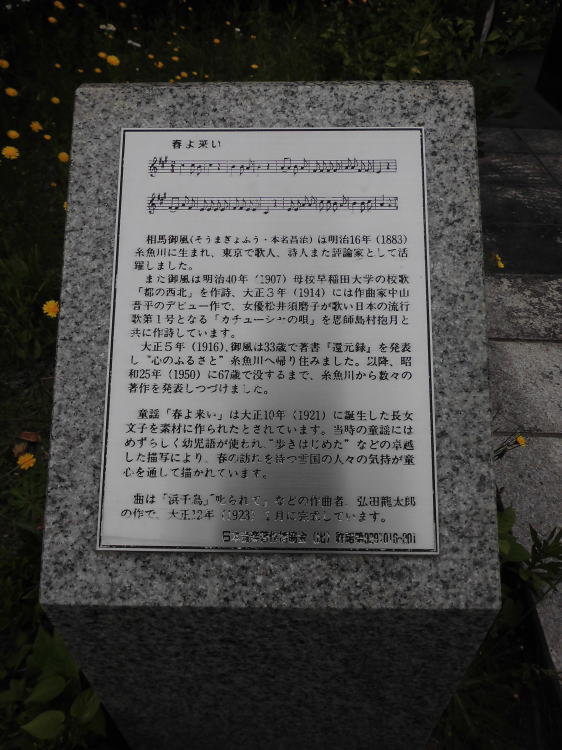 春よ来い
相馬御風(そうまぎょふう・本名昌治)は明治16年(1883)
糸魚川に生まれ、東京で歌人、詩人また評論家として活
躍しました。
また御風は明治40年(1907)母校早稲田大学の校歌
「都の西北」を作詩、大正3年(1914)には作曲家中山
晋平のデビュー作で、女優松井須磨子が歌い日本の流行
歌第1号となる「カチューシャの唄」を恩師島村抱月と
共に作詩しています。
大正5年(1916)、御風は33歳で著書『還元録』を発表
し"心のふるさと"糸魚川へ帰り住みました。以降、昭
和25年(1950)に67歳で没するまで、糸魚川から数々の
著作を発表しつづけました。
童謡「春よ来い」は大正10年(1921)に誕生した長女
文子を素材に作られたとされています。当時の童謡には
めずらしく幼児語が使われ、"歩きはじめた"などの卓越
した描写により、春の訪れを待つ雪国の人々の気持が童
心を通して描かれています。
曲は「浜千鳥」「叱られて」などの作曲者、弘田龍太郎
の作で、大正12年(1923) 月に完成しています。
日本音楽著作権協会(出)許諾第